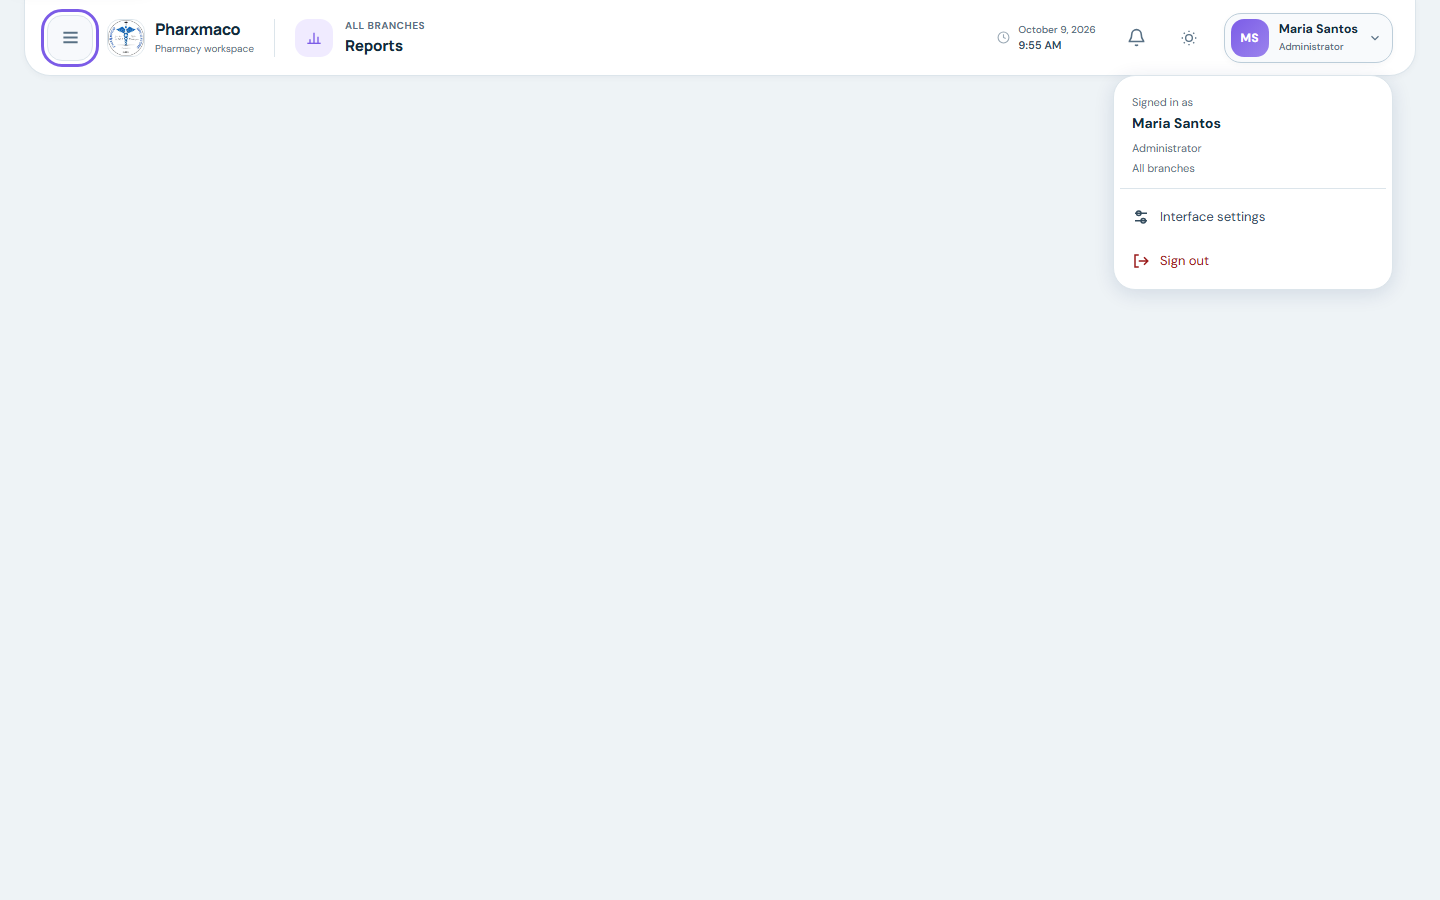 Pharxmaco
Pharmacy workspace
ALL BRANCHES
Reports
October 9, 2026
9:55 AM
MS
Maria Santos
Administrator
Signed in as
Maria Santos
Administrator
All branches
Interface settings
Sign out